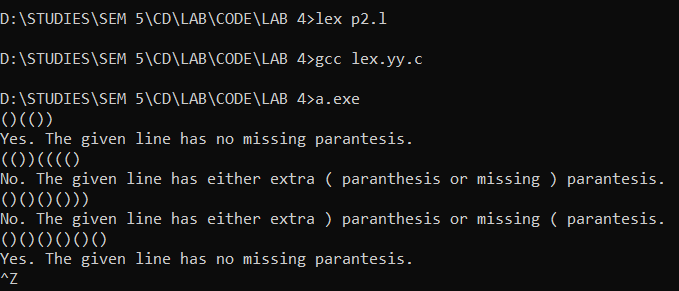 D:\STUDIES\SEM 5\CD\LAB\CODE\LAB 4>lex p2.l
D:\STUDIES\SEM 5\CD\LAB\CODE\LAB 4>gcc lex.yy.c
D:\STUDIES\SEM 5\CD\LAB\CODE\LAB 4>a.exe
()(())
Yes. The given line has no missing parantesis.
(())(((()
No. The given line has either extra ( paranthesis or missing ) parantesis.
()()()()))
No. The given line has either extra ) paranthesis or missing ( parantesis.
()()()()()()
Yes. The given line has no missing parantesis.
^Z